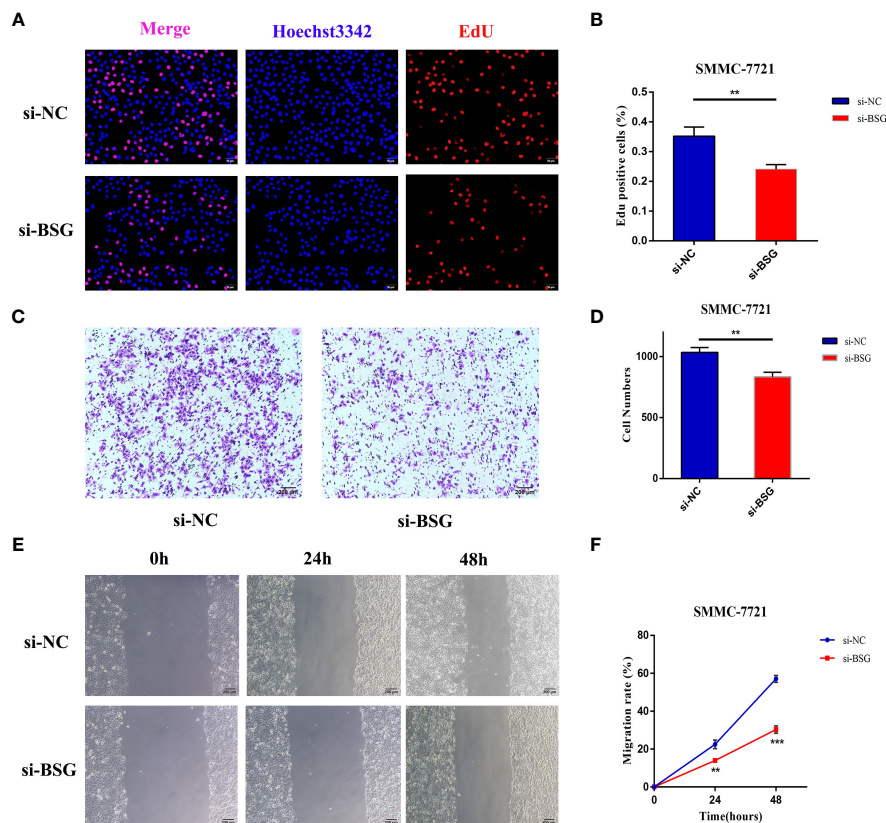 A
Merge
Hoechst3342
EdU
si-NC
si-BSG
B
SMMC-7721
Edu positive cells (%)
0.5
0.4
0.3
0.2
0.1
0.0
**
si-NC
si-BSG
si-NC
si-BSG
C
200 μm
200 μm
si-NC
si-BSG
D
SMMC-7721
Cell Numbers
1000
500
0
**
si-NC
si-BSG
si-NC
si-BSG
E
0h
24h
48h
si-NC
si-BSG
F
SMMC-7721
Migration rate (%)
80
60
40
20
0
**
***
0
24
48
Time(hours)
si-NC
si-BSG